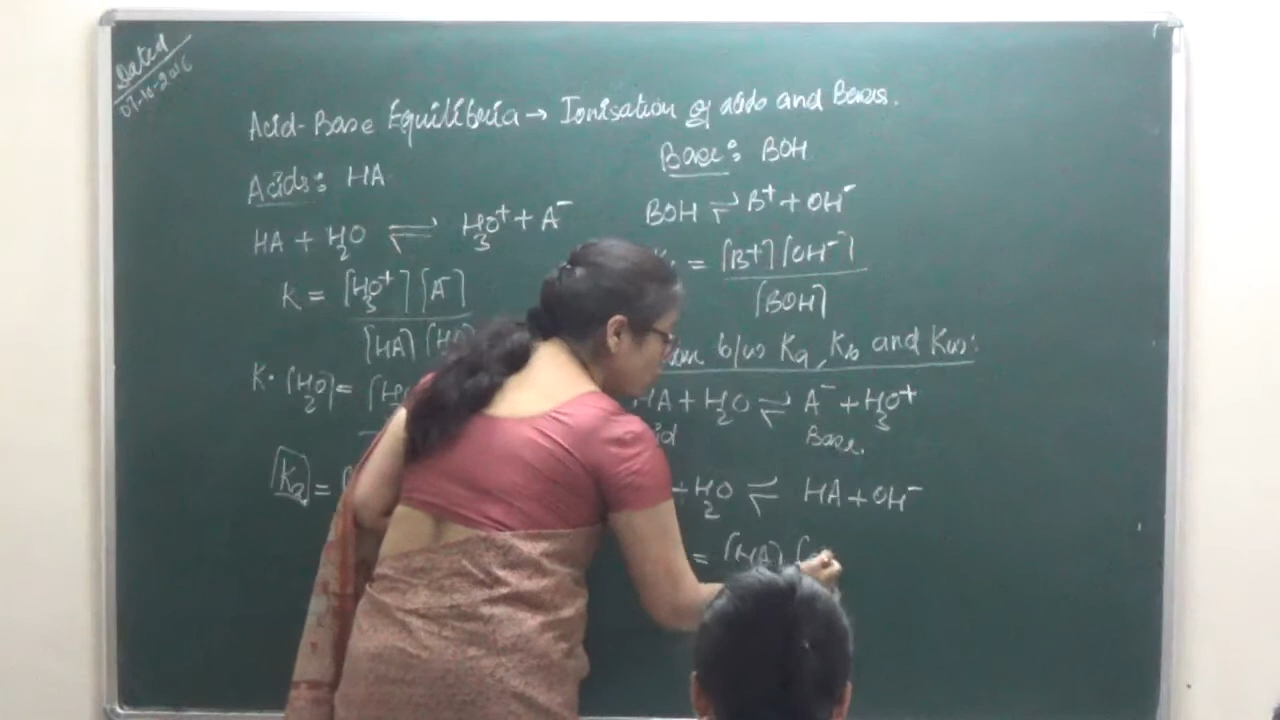 Dated
07-10-2016
Acid-Base Equilibria → Ionisation of acids and Bases.
Acids: HA
HA + H₂O ⇌ H₃O⁺ + A⁻
K = [H₃O⁺] [A⁻]
[HA] [H₂O]
K· [H₂O] =
Ka =
Base: BOH
BOH ⇌ B⁺ + OH⁻
= [B⁺] [OH⁻]
[BOH]
b/w Ka, Kb and Kw:
HA + H₂O ⇌ A⁻ + H₃O⁺
Base.
+ H₂O ⇌ HA + OH⁻
= [HA] [